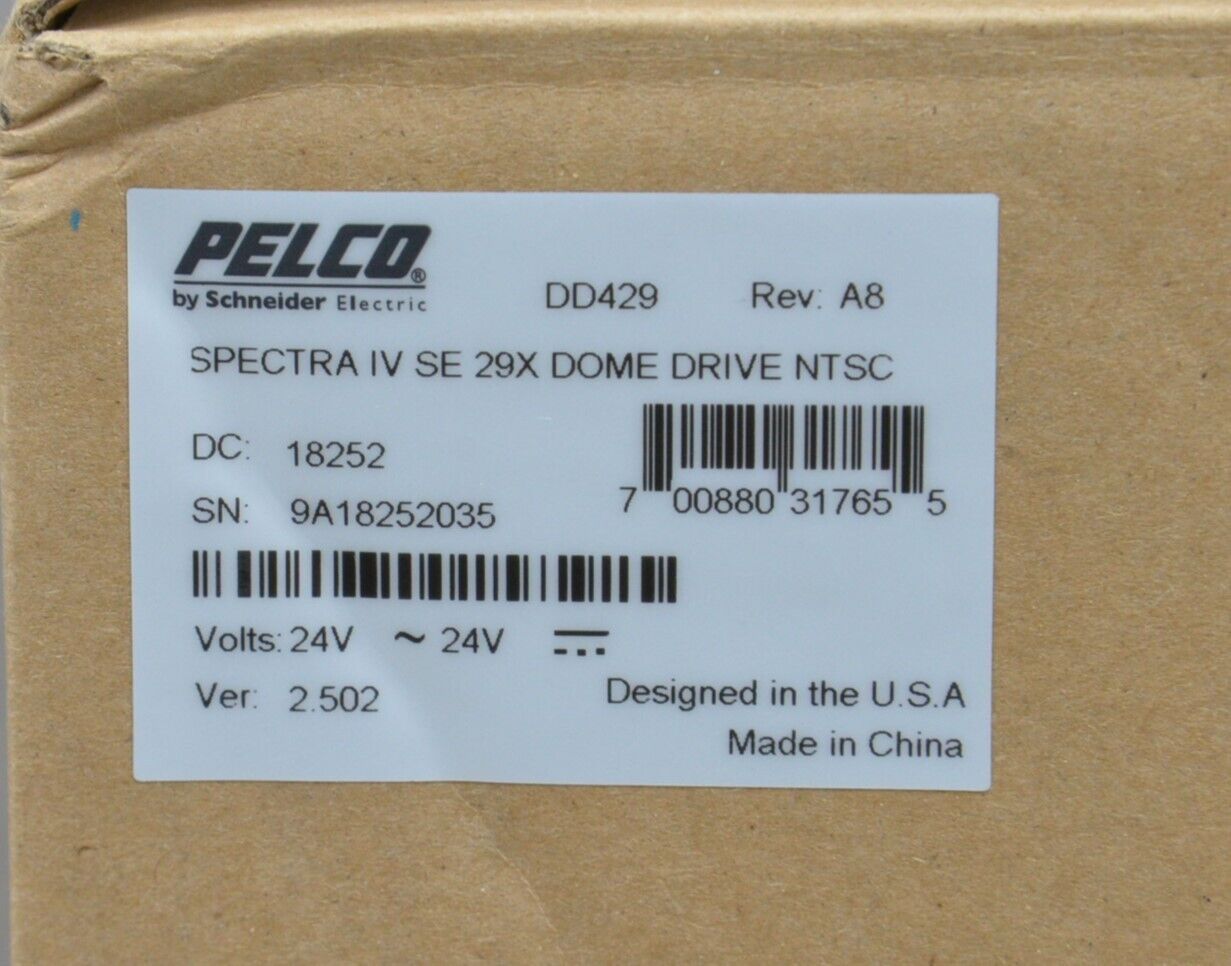 PELCO®
by Schneider Electric
DD429 Rev: A8
SPECTRA IV SE 29X DOME DRIVE NTSC
DC: 18252
SN: 9A18252035
7 00880 31765 5
Volts: 24V ~ 24V ⎓
Ver: 2.502
Designed in the U.S.A
Made in China